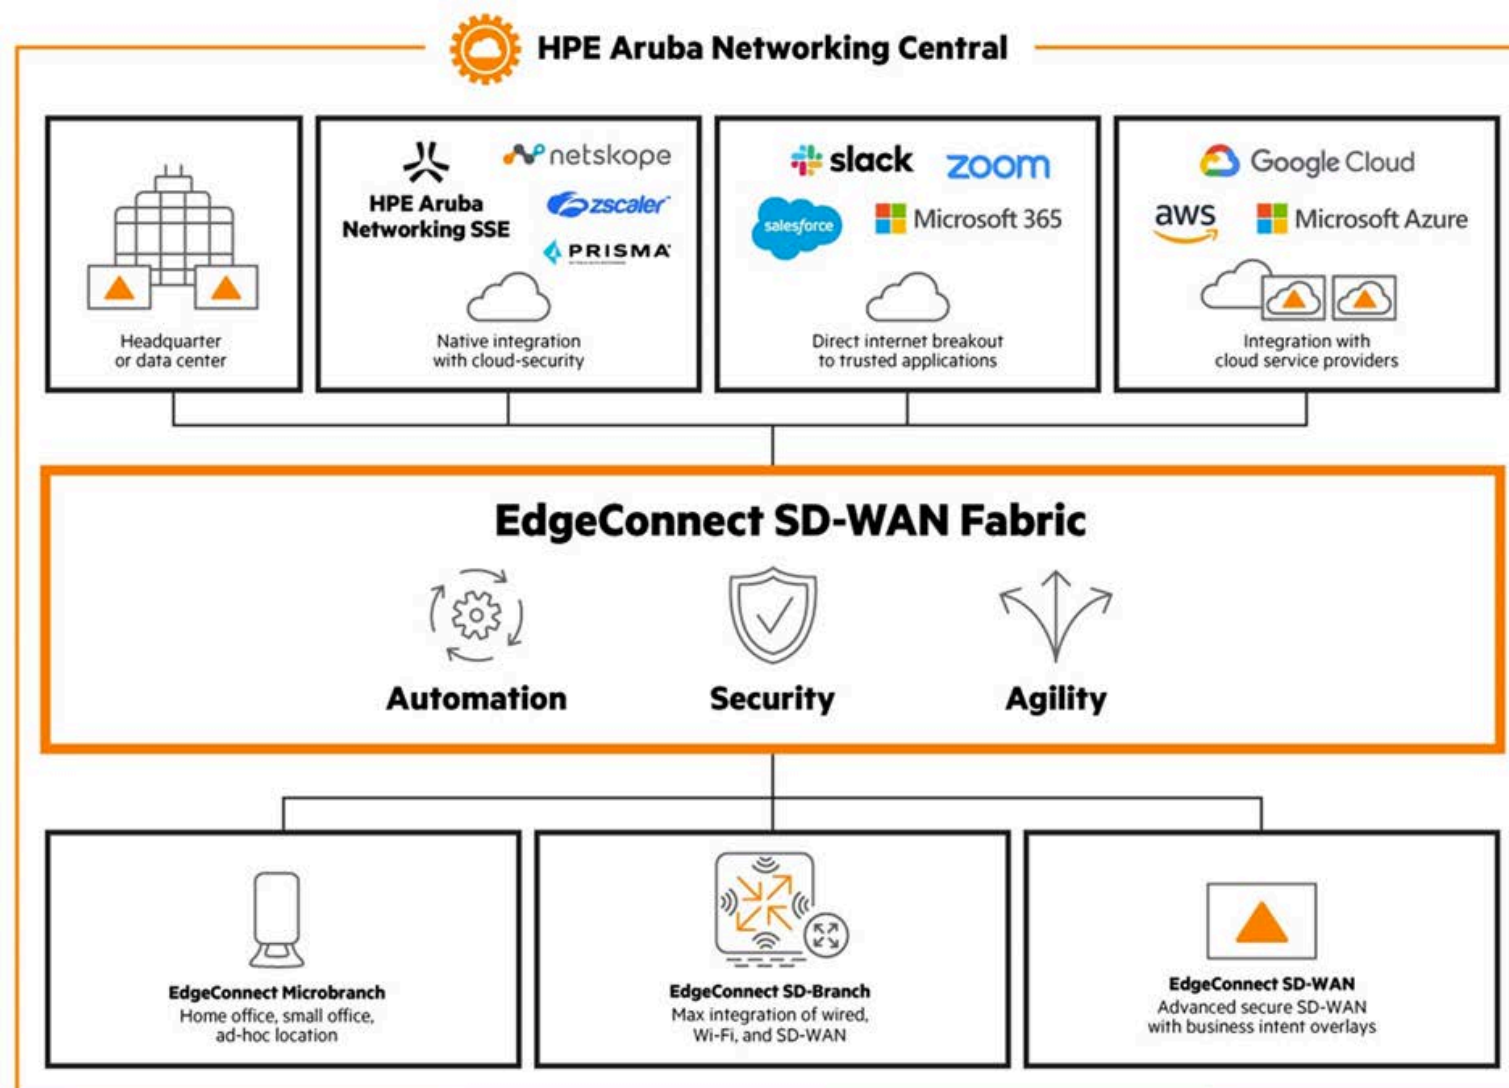 HPE Aruba Networking Central
Headquarter
or data center
HPE Aruba
Networking SSE
netskope
zscaler
PRISMA
Native integration
with cloud-security
slack
zoom
salesforce
Microsoft 365
Direct internet breakout
to trusted applications
Google Cloud
aws
Microsoft Azure
Integration with
cloud service providers
EdgeConnect SD-WAN Fabric
Automation
Security
Agility
EdgeConnect Microbranch
Home office, small office,
ad-hoc location
EdgeConnect SD-Branch
Max integration of wired,
Wi-Fi, and SD-WAN
EdgeConnect SD-WAN
Advanced secure SD-WAN
with business intent overlays